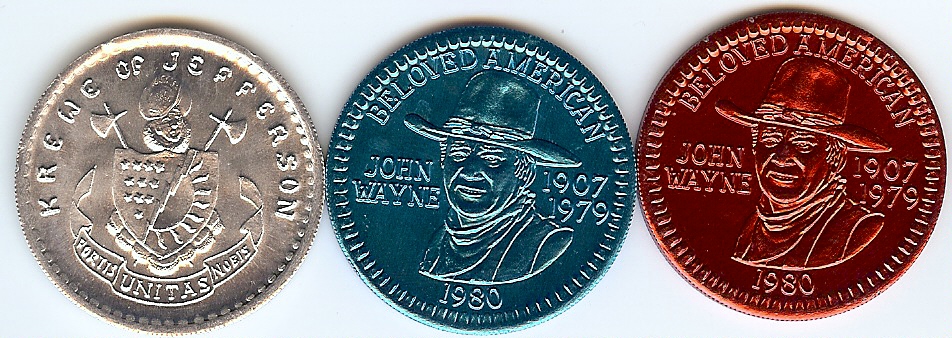 KREWE OF JEFFERSON
FORTIS UNITAS NOBIS
BELOVED AMERICAN
JOHN WAYNE
1907
1979
1980
BELOVED AMERICAN
JOHN WAYNE
1907
1979
1980